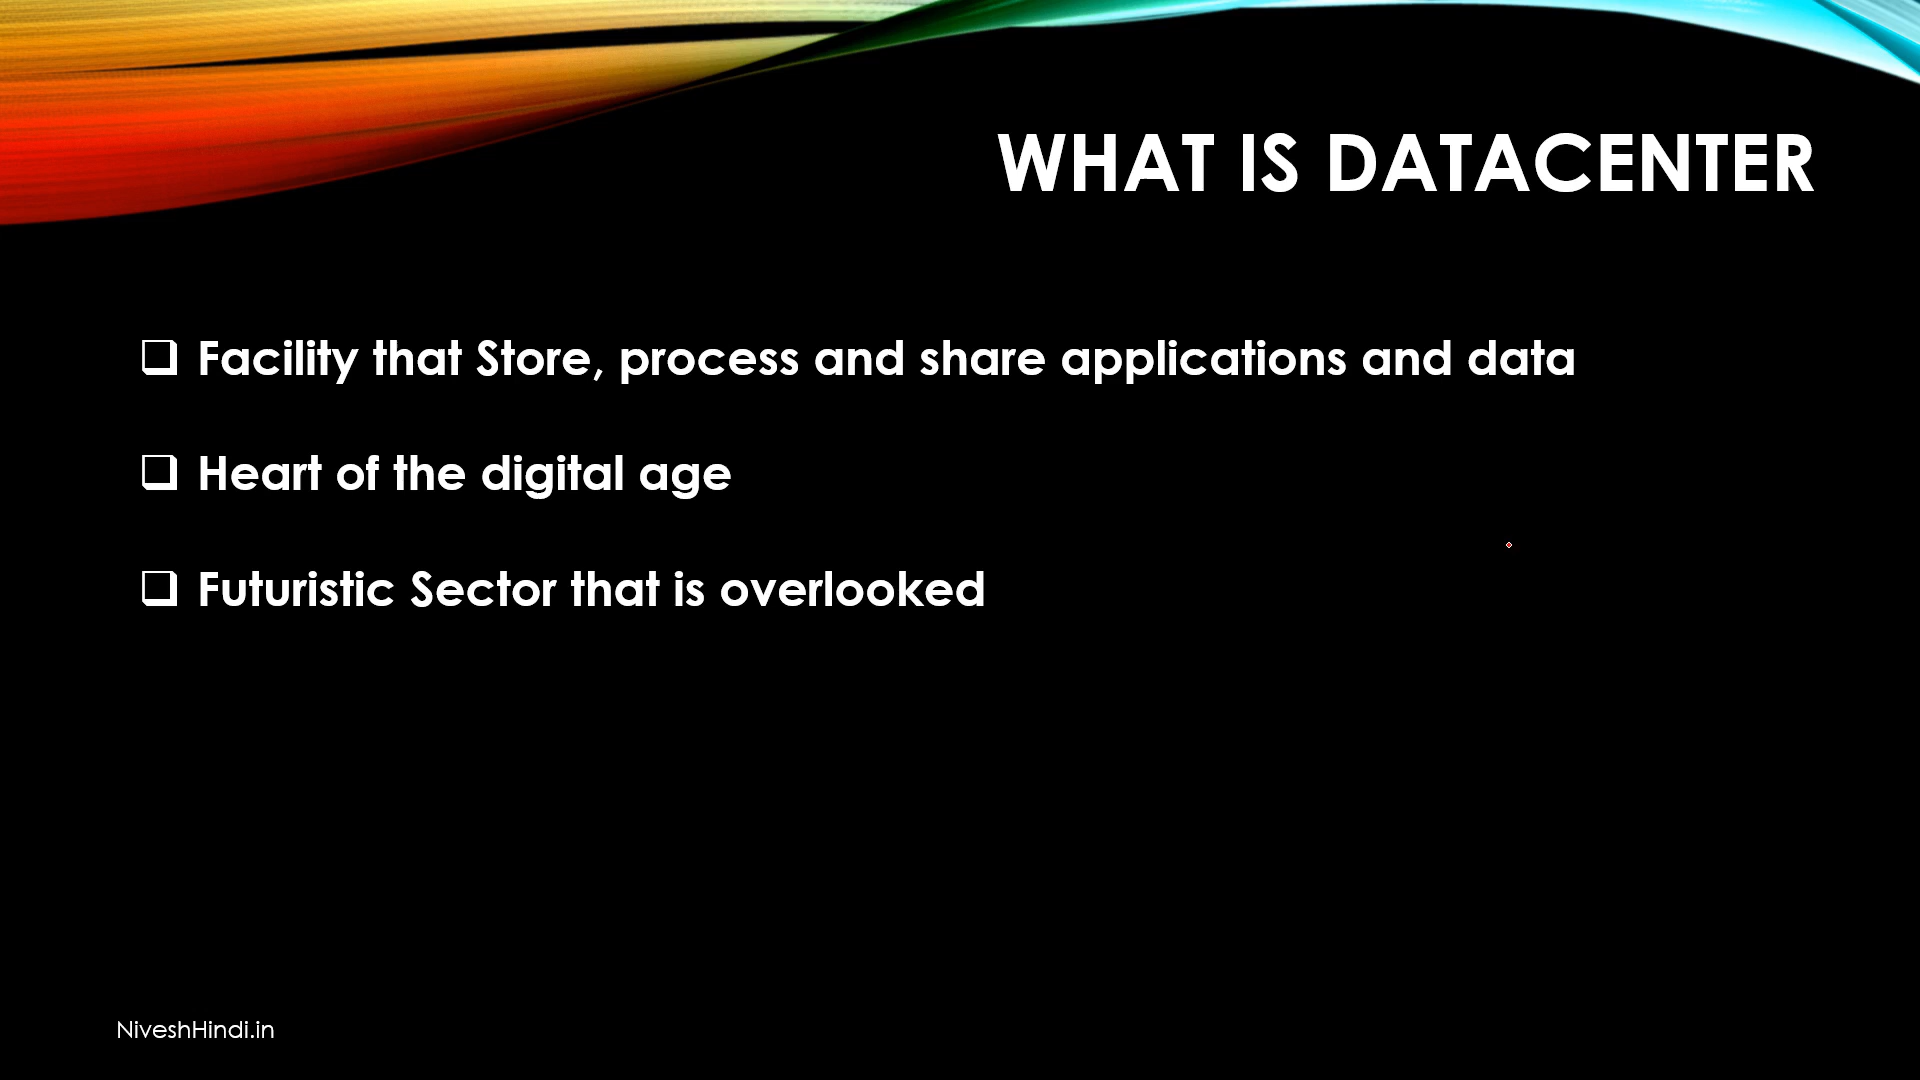 WHAT IS DATACENTER
❑ Facility that Store, process and share applications and data
❑ Heart of the digital age
❑ Futuristic Sector that is overlooked
NiveshHindi.in